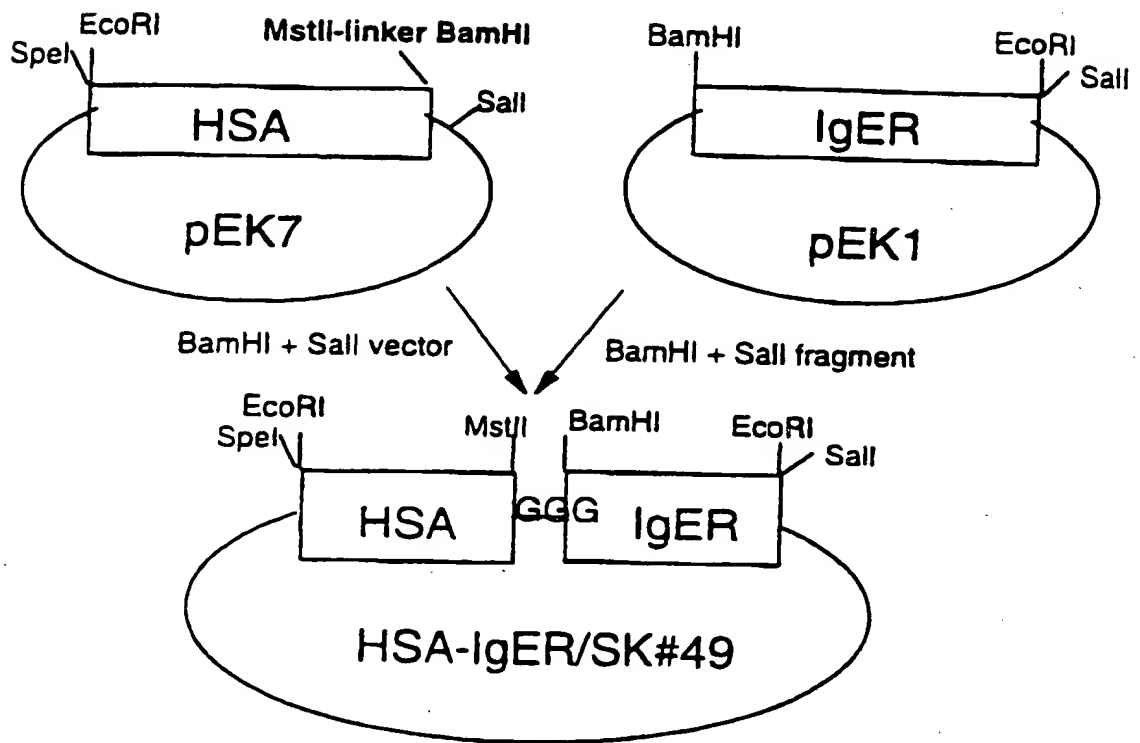 EcoRI
SpeI
MstII-linker BamHI
SalI
HSA
pEK7
BamHI
EcoRI
SalI
IgER
pEK1
BamHI + SalI vector
BamHI + SalI fragment
EcoRI
SpeI
MstII
BamHI
EcoRI
SalI
HSA
GGG
IgER
HSA-IgER/SK#49